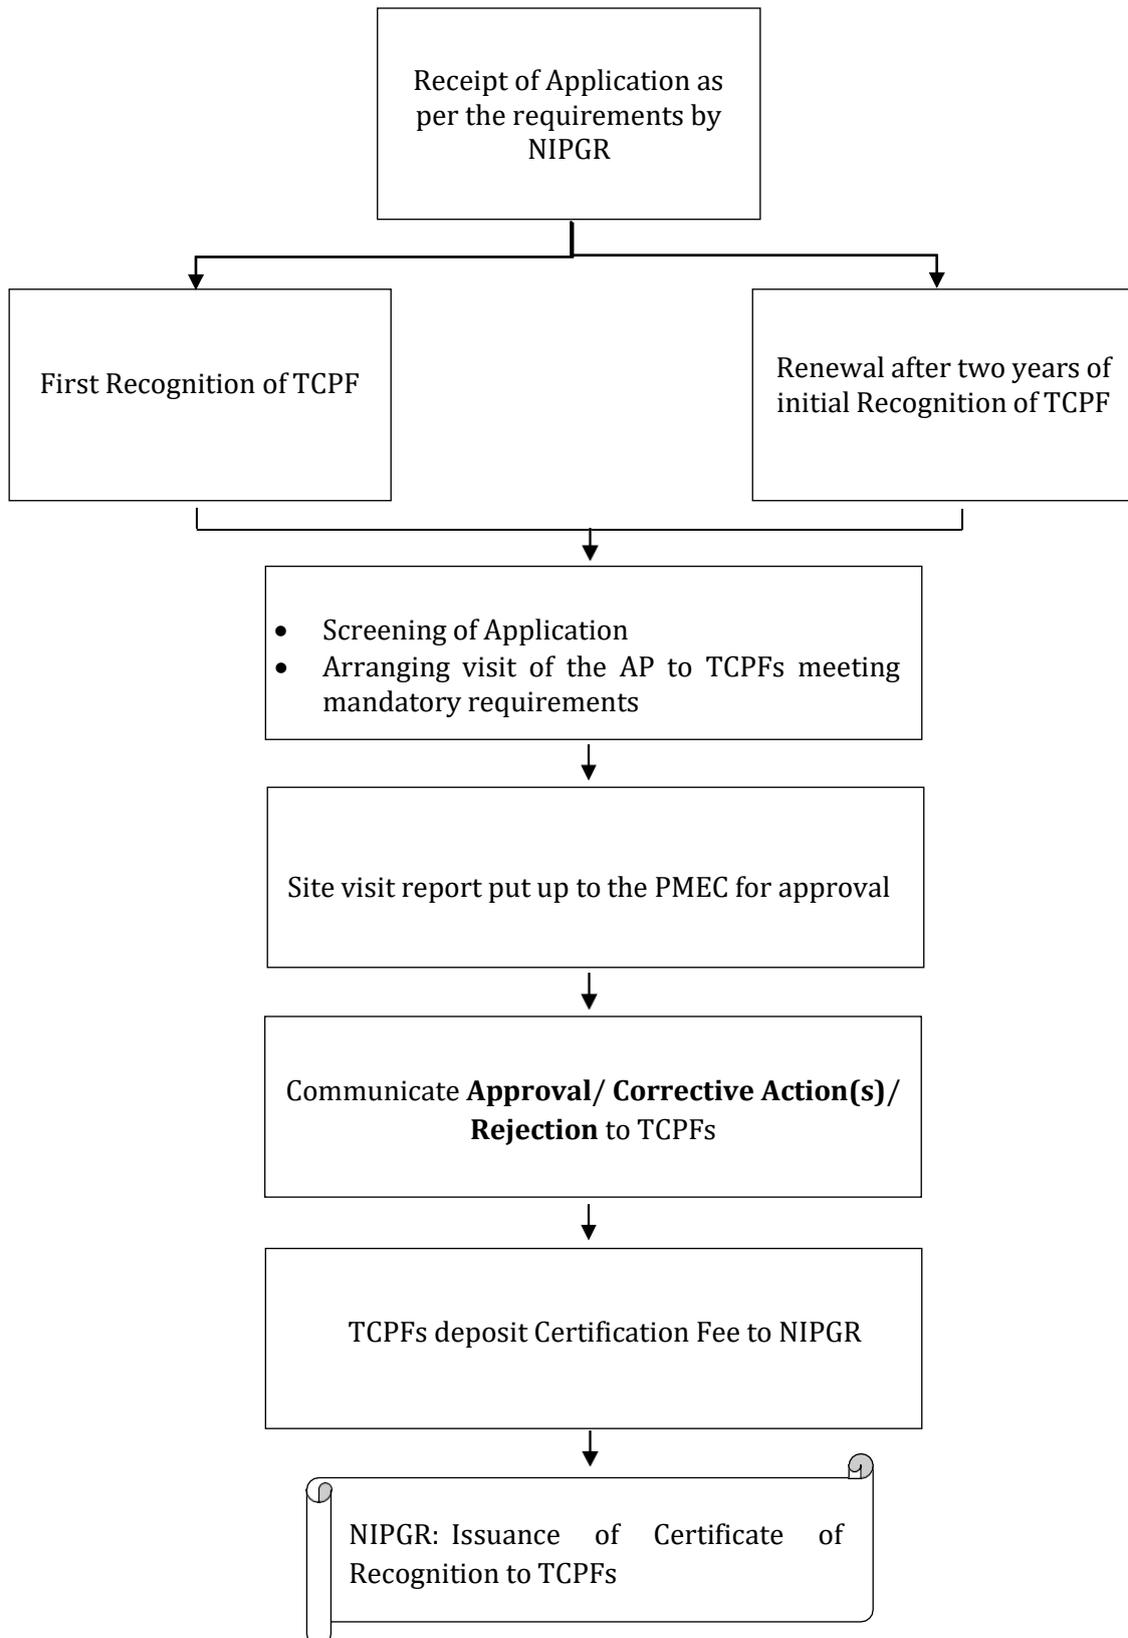 Receipt of Application as
per the requirements by
NIPGR
First Recognition of TCPF
Renewal after two years of
initial Recognition of TCPF
• Screening of Application
• Arranging visit of the AP to TCPFs meeting
mandatory requirements
Site visit report put up to the PMEC for approval
Communicate Approval/ Corrective Action(s)/
Rejection to TCPFs
TCPFs deposit Certification Fee to NIPGR
NIPGR: Issuance of Certificate of
Recognition to TCPFs